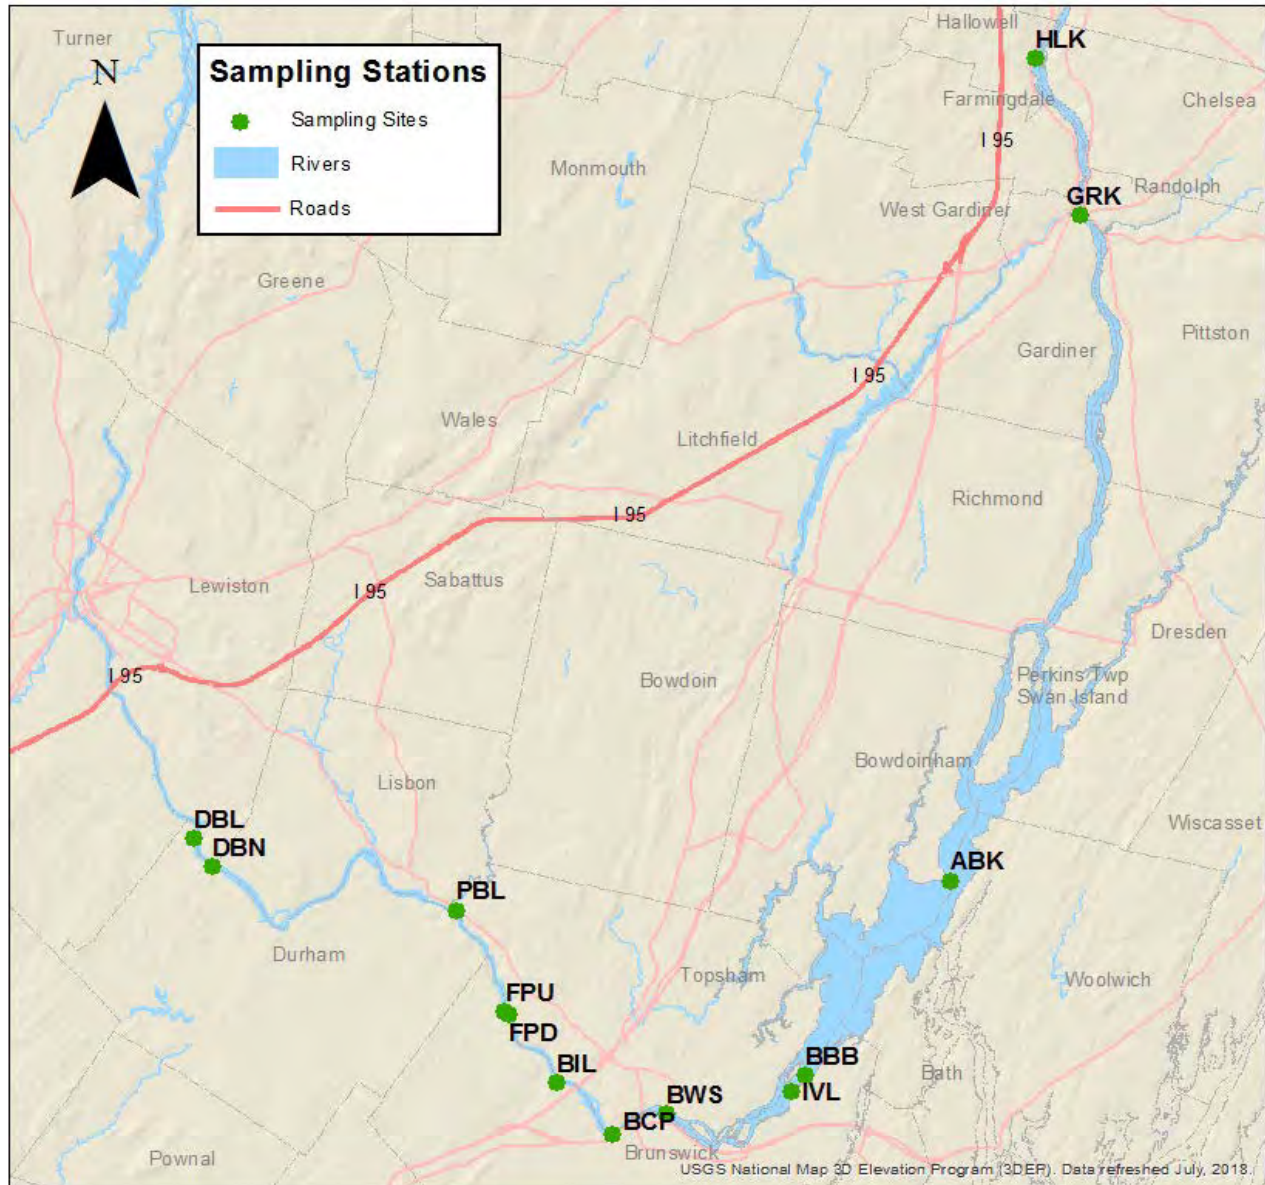 Turner
N
Sampling Stations
Sampling Sites
Rivers
Roads
Hallowell
HLK
Farmingdale
Chelsea
I 95
Monmouth
Randolph
GRK
West Gardiner
Greene
Pittston
Gardiner
I 95
Wales
Litchfield
Richmond
I 95
Sabattus
Lewiston
I 95
Dresden
I 95
Bowdoin
Perkins Twp
Swan Island
Bowdoinham
Lisbon
DBL
Wiscasset
DBN
ABK
PBL
Durham
Topsham
Woolwich
FPU
FPD
BIL
BBB
Bath
IVL
BWS
BCP
Brunswick
Pownal
USGS National Map 3D Elevation Program (3DEP). Data refreshed July, 2018.